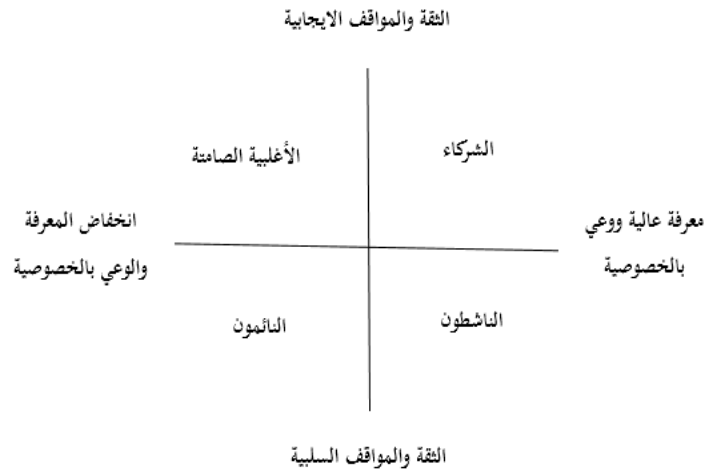 الثقة والمواقف الايجابية
الشركاء
الأغلبية الصامتة
معرفة عالية ووعي
بالخصوصية
انخفاض المعرفة
والوعي بالخصوصية
الناشطون
النائمون
الثقة والمواقف السلبية